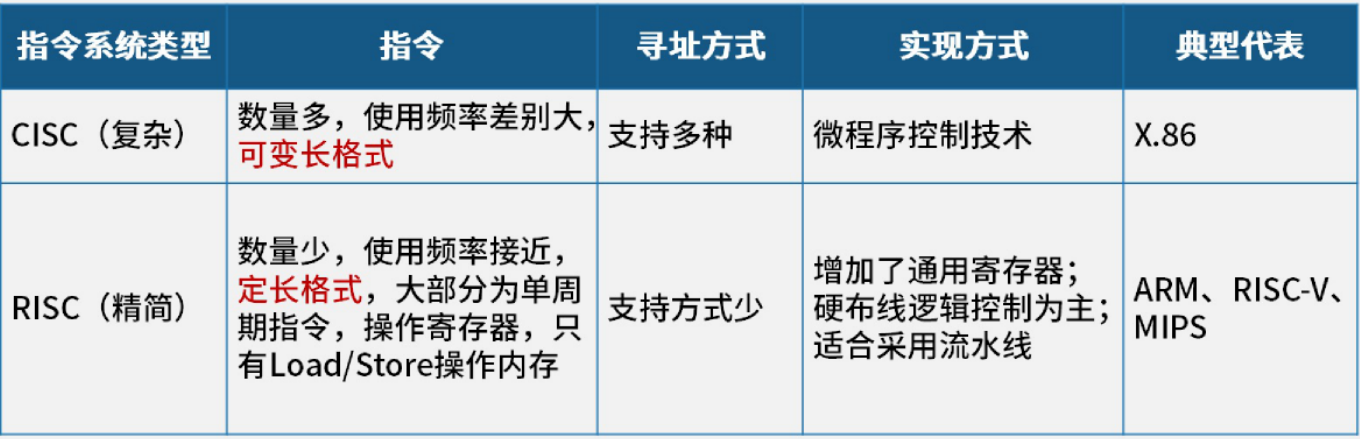 指令系统类型
指令
寻址方式
实现方式
典型代表
CISC（复杂）
数量多，使用频率差别大，
可变长格式
支持多种
微程序控制技术
X.86
RISC（精简）
数量少，使用频率接近，
定长格式，大部分为单周
期指令，操作寄存器，只
有Load/Store操作内存
支持方式少
增加了通用寄存器；
硬布线逻辑控制为主；
适合采用流水线
ARM、RISC-V、
MIPS